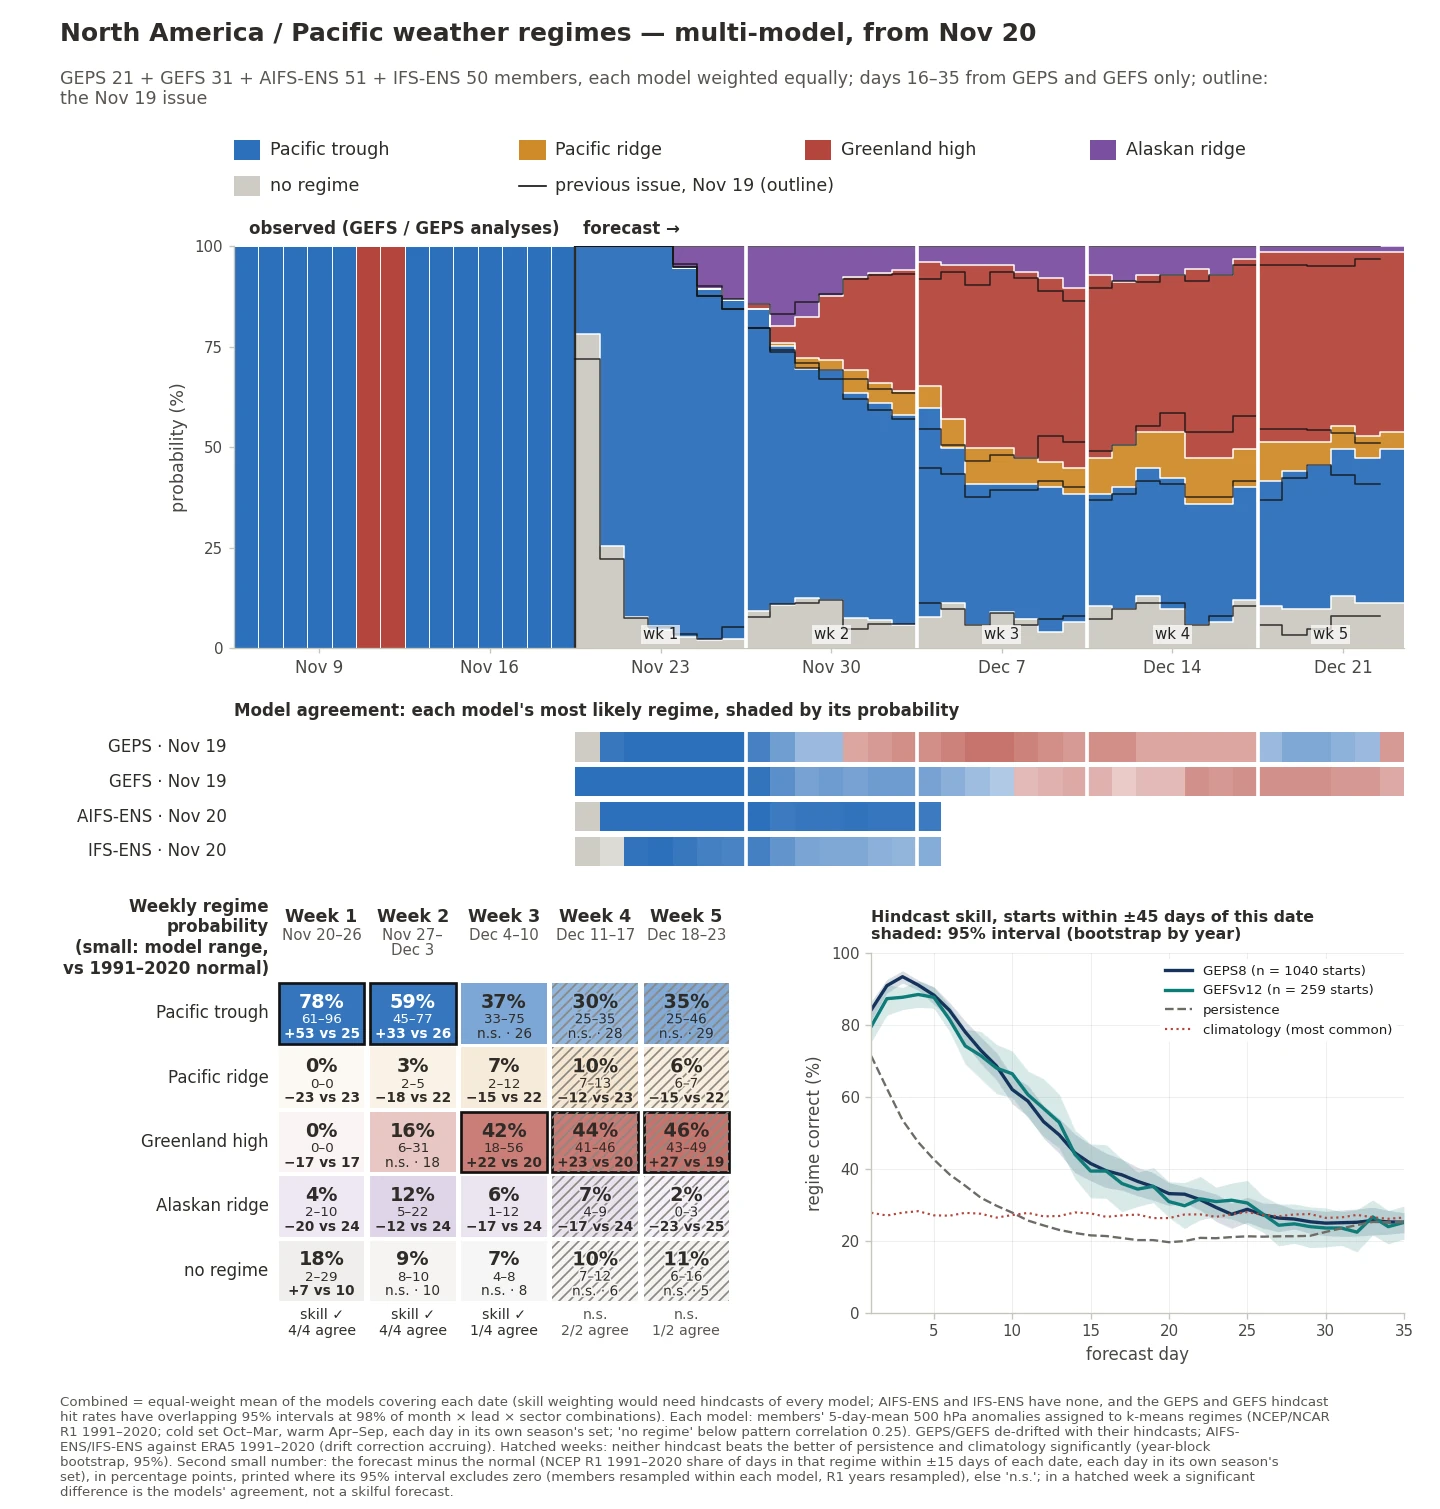 North America / Pacific weather regimes — multi-model, from Nov 20
GEPS 21 + GEFS 31 + AIFS-ENS 51 + IFS-ENS 50 members, each model weighted equally; days 16–35 from GEPS and GEFS only; outline:
the Nov 19 issue
Pacific trough
Pacific ridge
Greenland high
Alaskan ridge
no regime
previous issue, Nov 19 (outline)
observed (GEFS / GEPS analyses)
forecast →
probability (%)
100
75
50
25
0
wk 1
wk 2
wk 3
wk 4
wk 5
Nov 9
Nov 16
Nov 23
Nov 30
Dec 7
Dec 14
Dec 21
Model agreement: each model's most likely regime, shaded by its probability
GEPS · Nov 19
GEFS · Nov 19
AIFS-ENS · Nov 20
IFS-ENS · Nov 20
Weekly regime
probability
(small: model range,
vs 1991–2020 normal)
Week 1
Nov 20–26
Week 2
Nov 27–
Dec 3
Week 3
Dec 4–10
Week 4
Dec 11–17
Week 5
Dec 18–23
Pacific trough
78%
61–96
+53 vs 25
59%
45–77
+33 vs 26
37%
33–75
n.s. · 26
30%
25–35
n.s. · 28
35%
25–46
n.s. · 29
Pacific ridge
0%
0–0
−23 vs 23
3%
2–5
−18 vs 22
7%
2–12
−15 vs 22
10%
7–13
−12 vs 23
6%
6–7
−15 vs 22
Greenland high
0%
0–0
−17 vs 17
16%
6–31
n.s. · 18
42%
18–56
+22 vs 20
44%
41–46
+23 vs 20
46%
43–49
+27 vs 19
Alaskan ridge
4%
2–10
−20 vs 24
12%
5–22
−12 vs 24
6%
1–12
−17 vs 24
7%
4–9
−17 vs 24
2%
0–3
−23 vs 25
no regime
18%
2–29
+7 vs 10
9%
8–10
n.s. · 10
7%
4–8
n.s. · 8
10%
7–12
n.s. · 6
11%
6–16
n.s. · 5
skill ✓
4/4 agree
skill ✓
4/4 agree
skill ✓
1/4 agree
n.s.
2/2 agree
n.s.
1/2 agree
Hindcast skill, starts within ±45 days of this date
shaded: 95% interval (bootstrap by year)
GEPS8 (n = 1040 starts)
GEFSv12 (n = 259 starts)
persistence
climatology (most common)
regime correct (%)
100
80
60
40
20
0
5
10
15
20
25
30
35
forecast day
Combined = equal-weight mean of the models covering each date (skill weighting would need hindcasts of every model; AIFS-ENS and IFS-ENS have none, and the GEPS and GEFS hindcast
hit rates have overlapping 95% intervals at 98% of month × lead × sector combinations). Each model: members' 5-day-mean 500 hPa anomalies assigned to k-means regimes (NCEP/NCAR
R1 1991–2020; cold set Oct–Mar, warm Apr–Sep, each day in its own season's set; 'no regime' below pattern correlation 0.25). GEPS/GEFS de-drifted with their hindcasts; AIFS-
ENS/IFS-ENS against ERA5 1991–2020 (drift correction accruing). Hatched weeks: neither hindcast beats the better of persistence and climatology significantly (year-block
bootstrap, 95%). Second small number: the forecast minus the normal (NCEP R1 1991–2020 share of days in that regime within ±15 days of each date, each day in its own season's
set), in percentage points, printed where its 95% interval excludes zero (members resampled within each model, R1 years resampled), else 'n.s.'; in a hatched week a significant
difference is the models' agreement, not a skilful forecast.